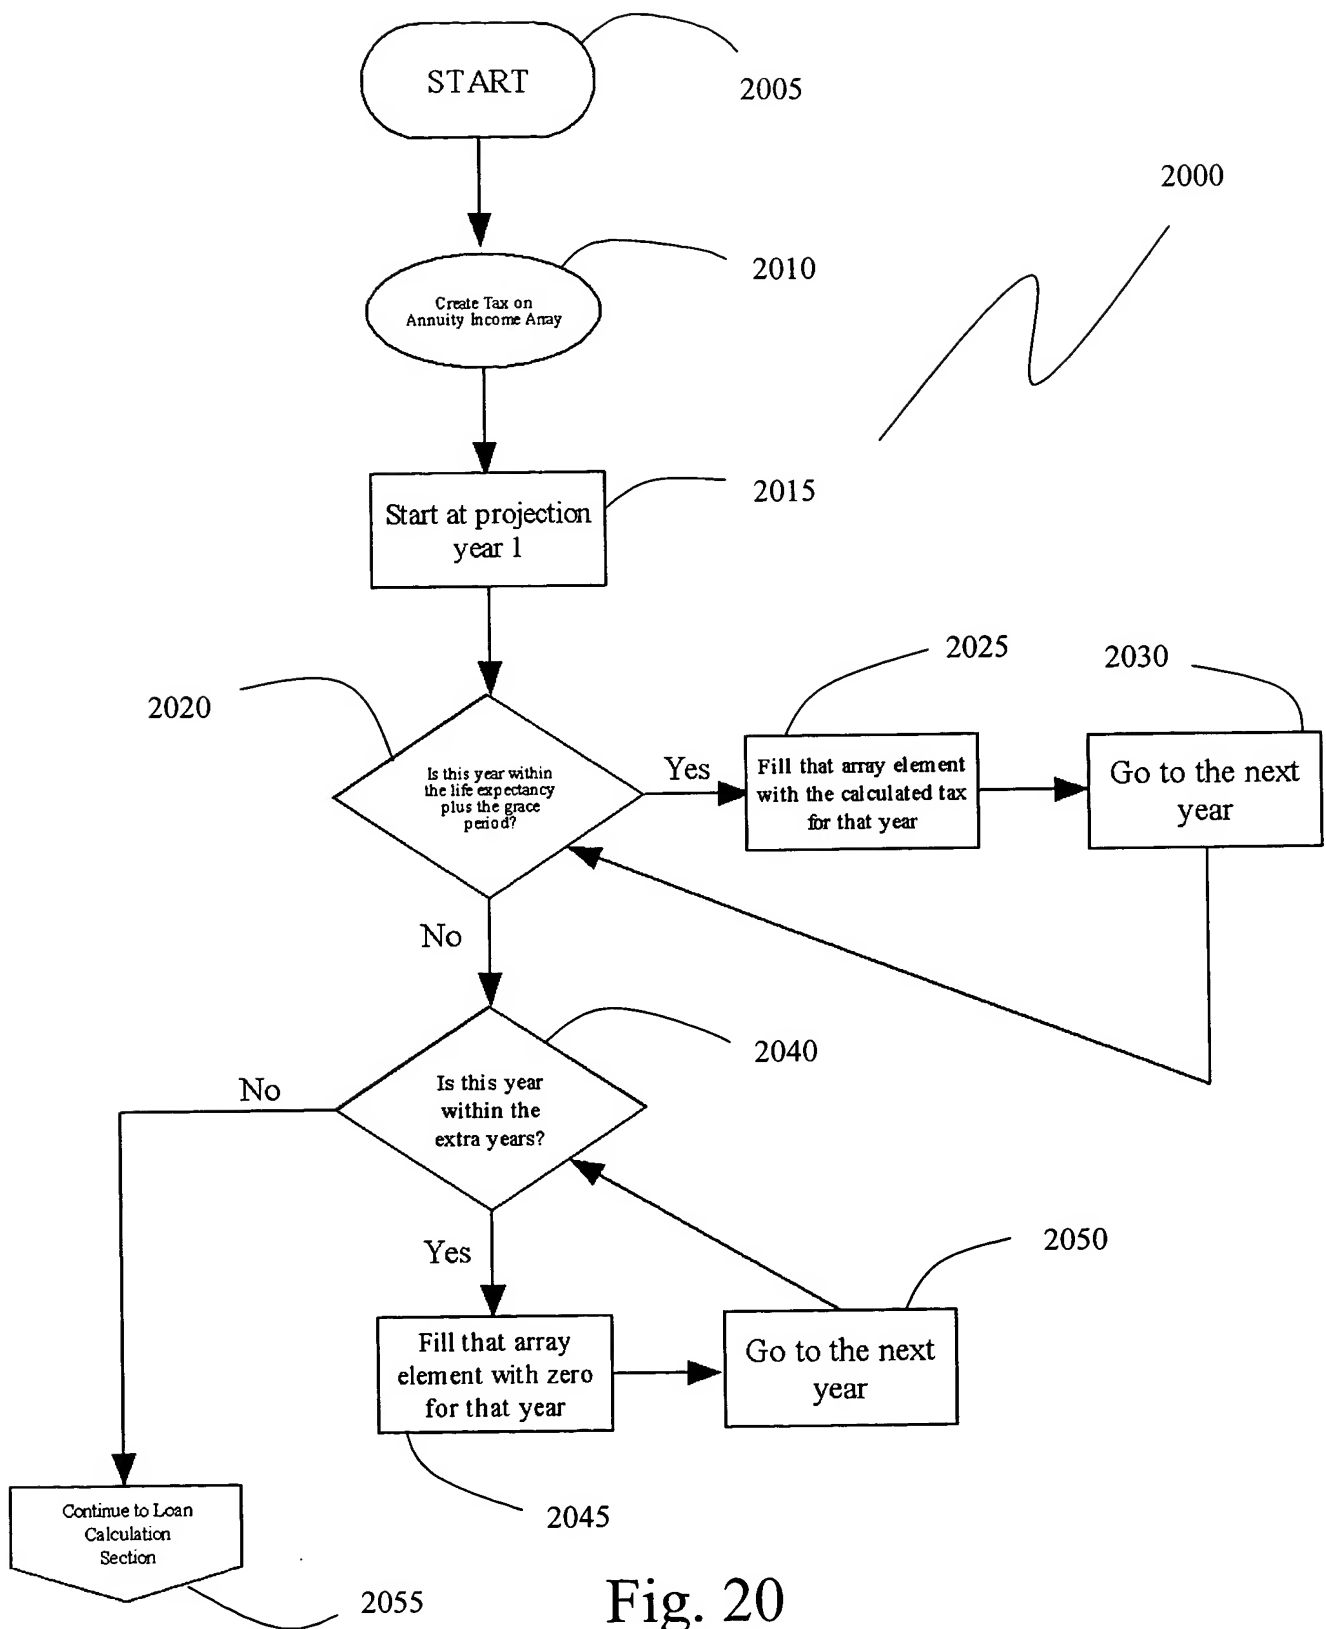 START
2005
2000
2010
Create Tax on
Annuity Income Array
2015
Start at projection
year 1
2025
2030
2020
Is this year within
the life expectancy
plus the grace
period?
Yes
Fill that array element
with the calculated tax
for that year
Go to the next
year
No
2040
No
Is this year
within the
extra years?
2050
Yes
Fill that array
element with zero
for that year
Go to the next
year
Continue to Loan
Calculation
Section
2045
2055
Fig. 20